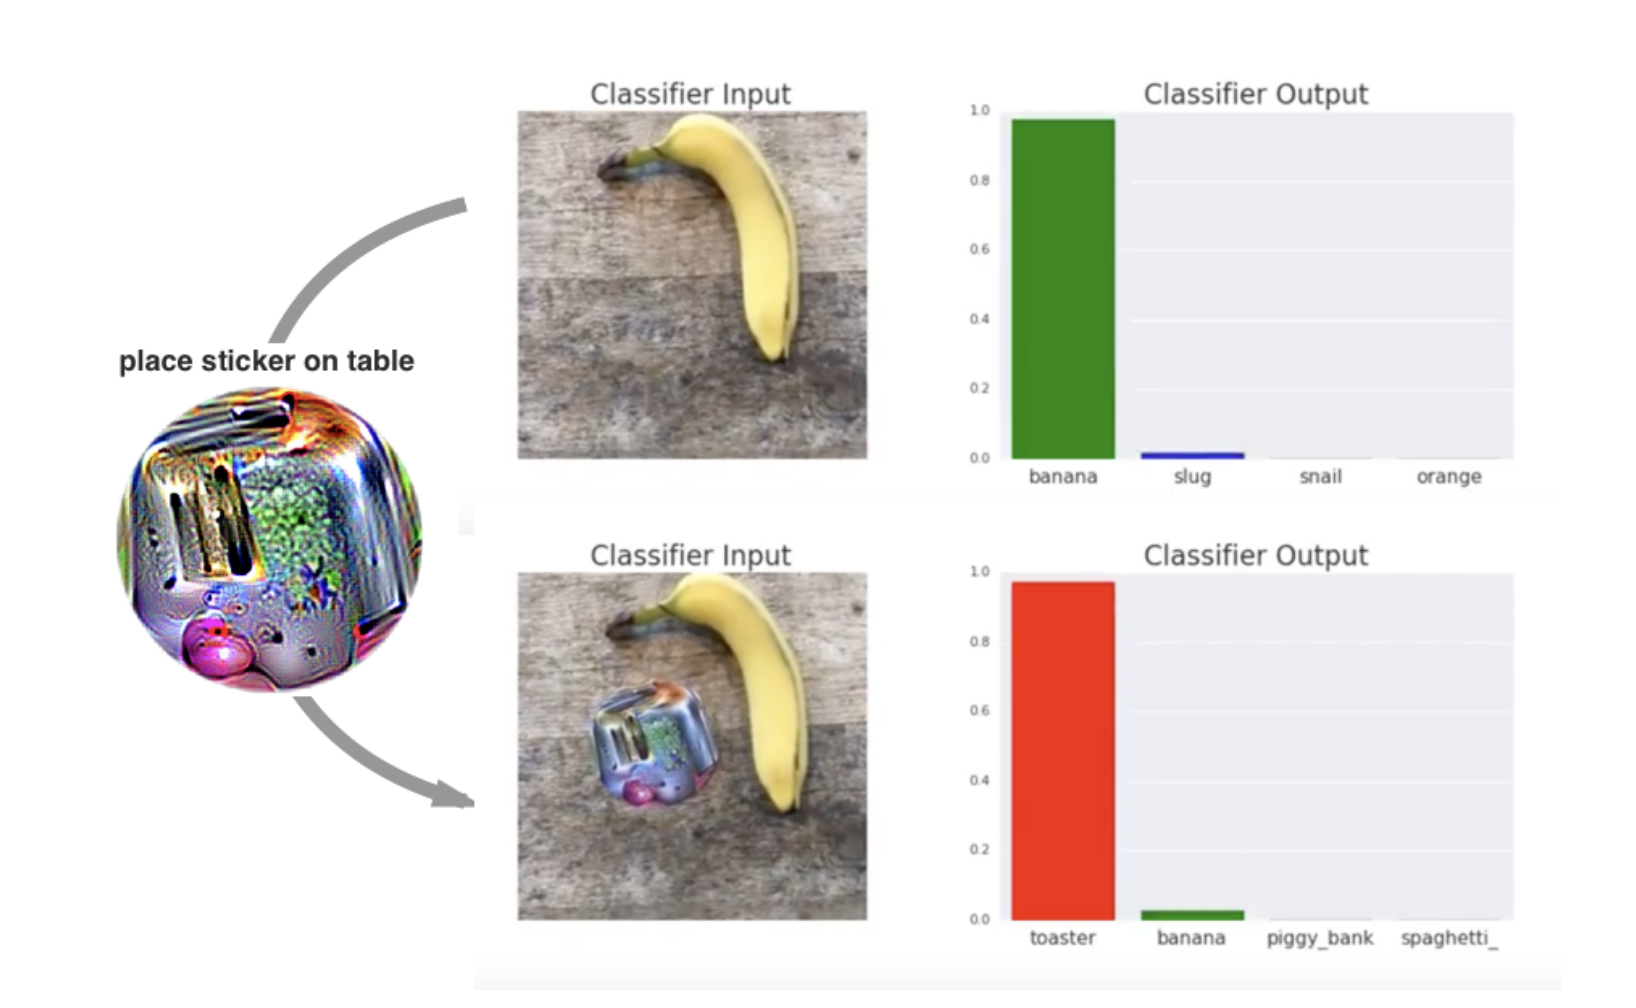 place sticker on table
Classifier Input
Classifier Output
1.0
0.8
0.6
0.4
0.2
0.0
banana slug snail orange
Classifier Input
Classifier Output
1.0
0.8
0.6
0.4
0.2
0.0
toaster banana piggy_bank spaghetti_